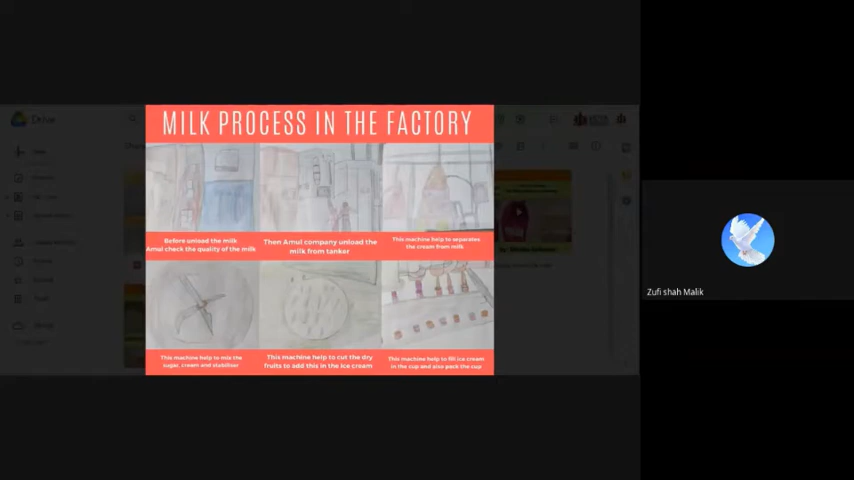 Drive
MILK PROCESS IN THE FACTORY
Before unload the milk
Amul check the quality of the milk
Then Amul company unload the
milk from tanker
This machine help to separates
the cream from milk
This machine help to mix the
sugar, cream and stabiliser
This machine help to cut the dry
fruits to add this in the ice cream
This machine help to fill ice cream
in the cup and also pack the cup
Zufi shah Malik